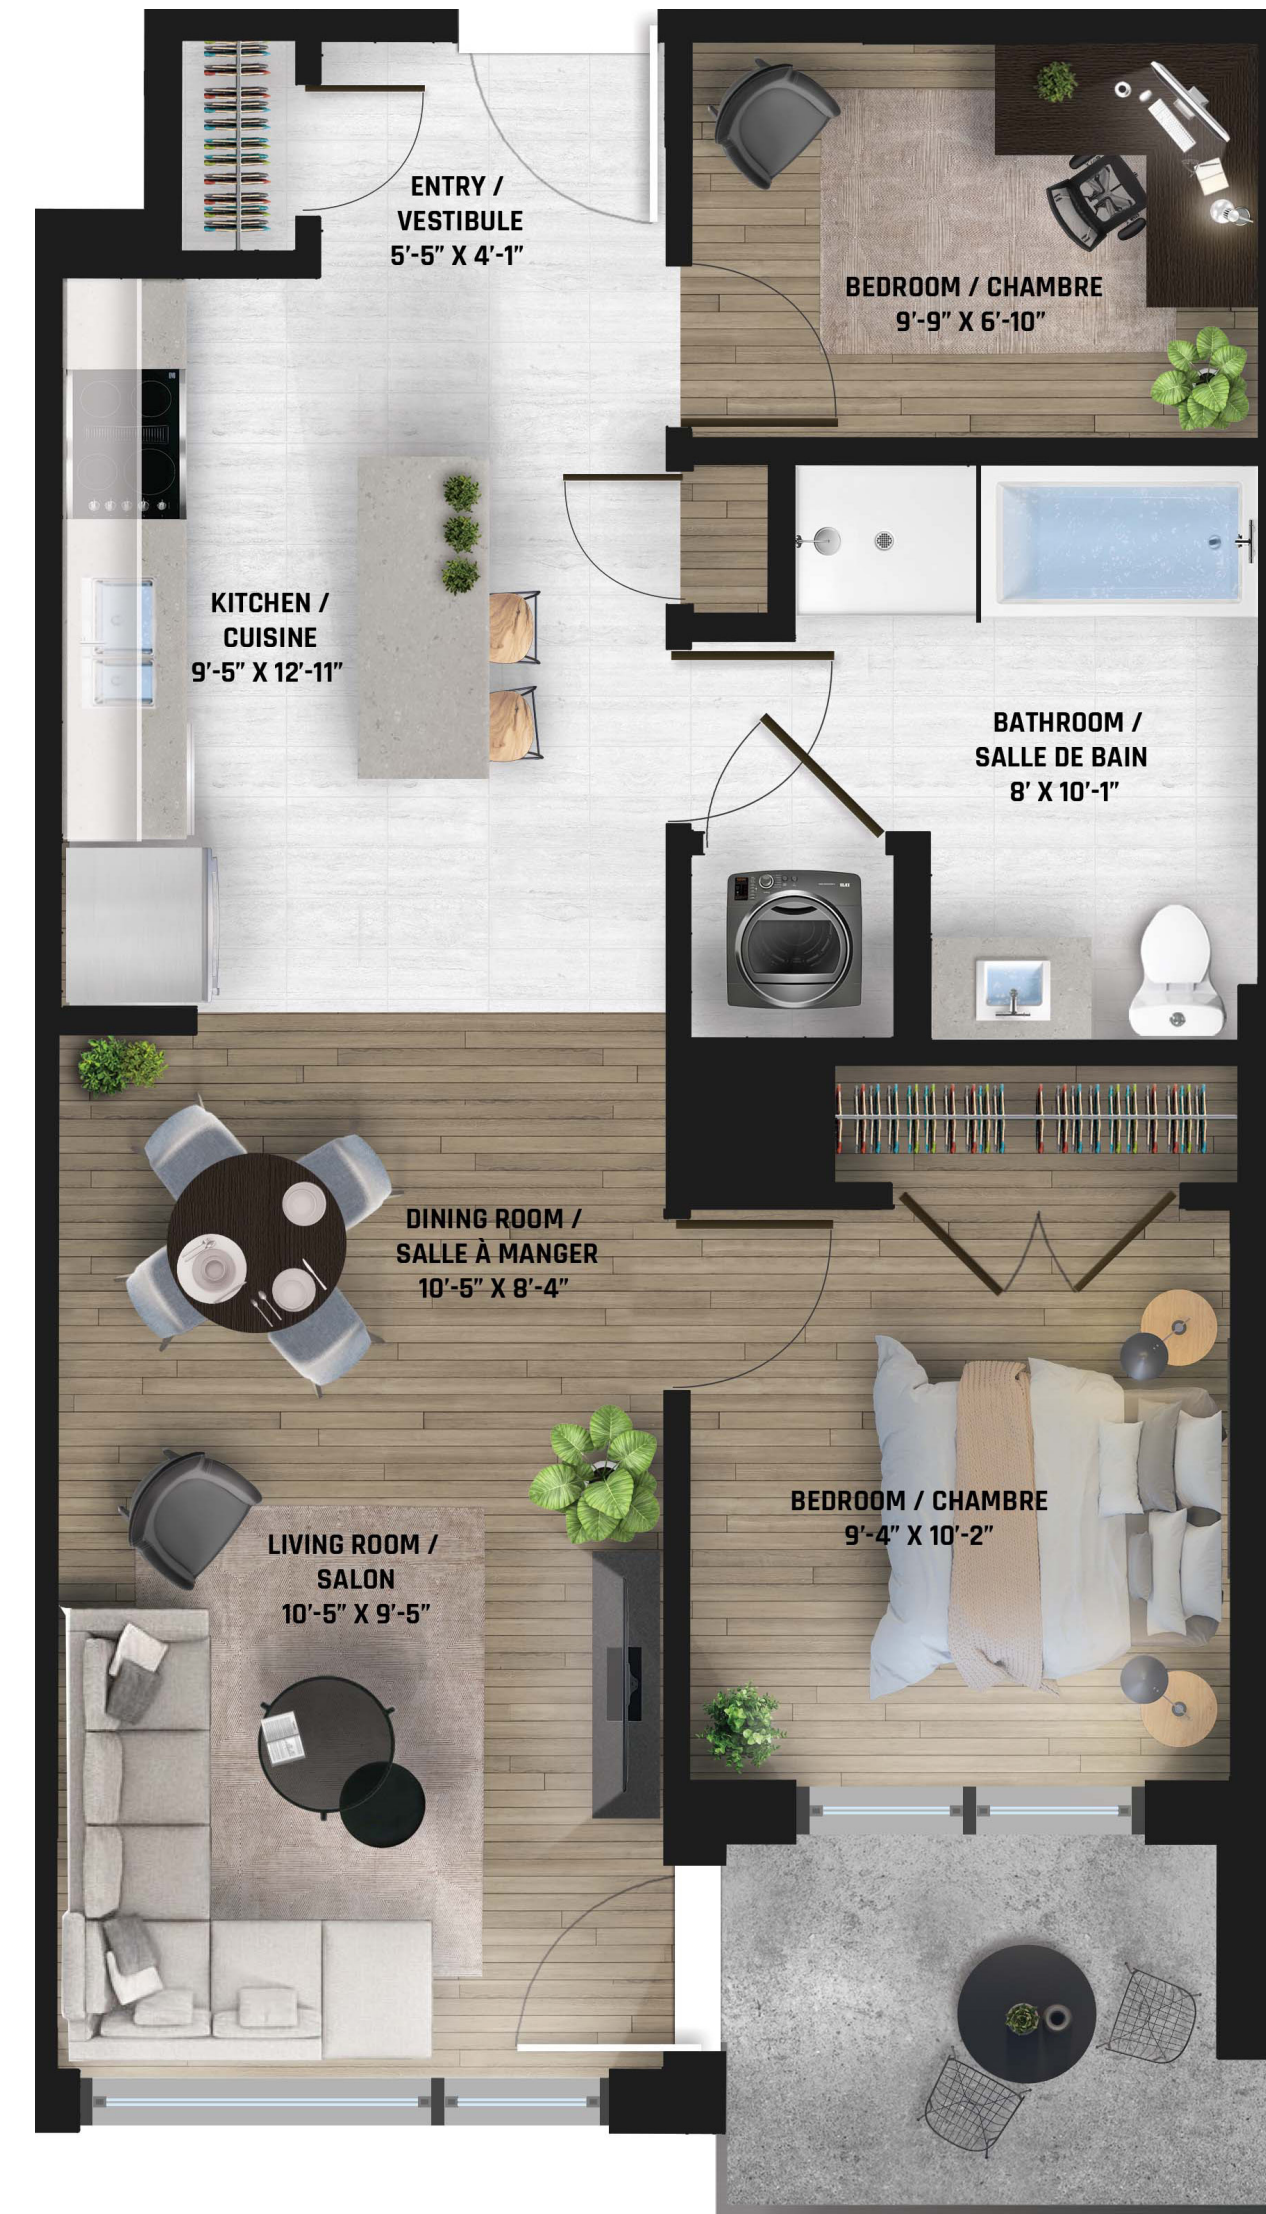 ENTRY /
VESTIBULE
5'-5” X 4'-1”
BEDROOM / CHAMBRE
9'-9” X 6'-10”
KITCHEN /
CUISINE
9'-5” X 12'-11”
BATHROOM /
SALLE DE BAIN
8' X 10'-1”
DINING ROOM /
SALLE À MANGER
10'-5” X 8'-4”
BEDROOM / CHAMBRE
9'-4” X 10'-2”
LIVING ROOM /
SALON
10'-5” X 9'-5”